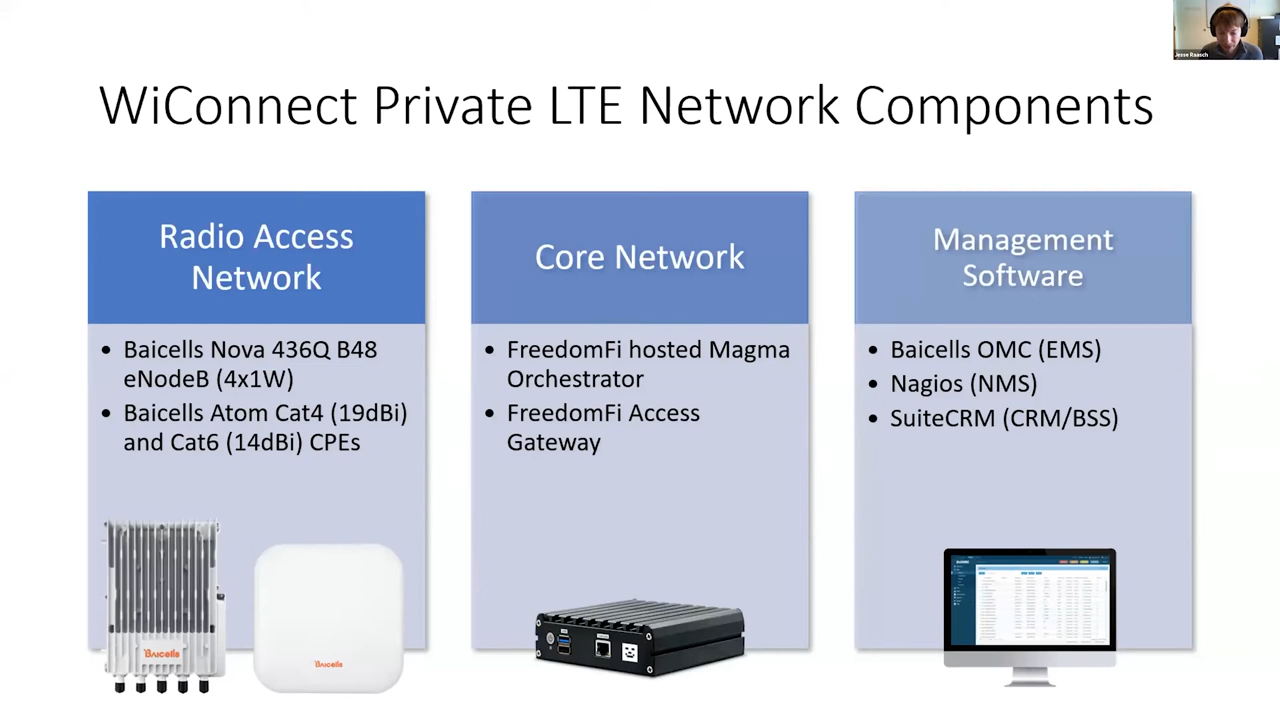 Jesse Raasch
WiConnect Private LTE Network Components
Radio Access
Network
• Baicells Nova 436Q B48
eNodeB (4x1W)
• Baicells Atom Cat4 (19dBi)
and Cat6 (14dBi) CPEs
BAICELLS
BAICELLS
Core Network
• FreedomFi hosted Magma
Orchestrator
• FreedomFi Access
Gateway
Management
Software
• Baicells OMC (EMS)
• Nagios (NMS)
• SuiteCRM (CRM/BSS)